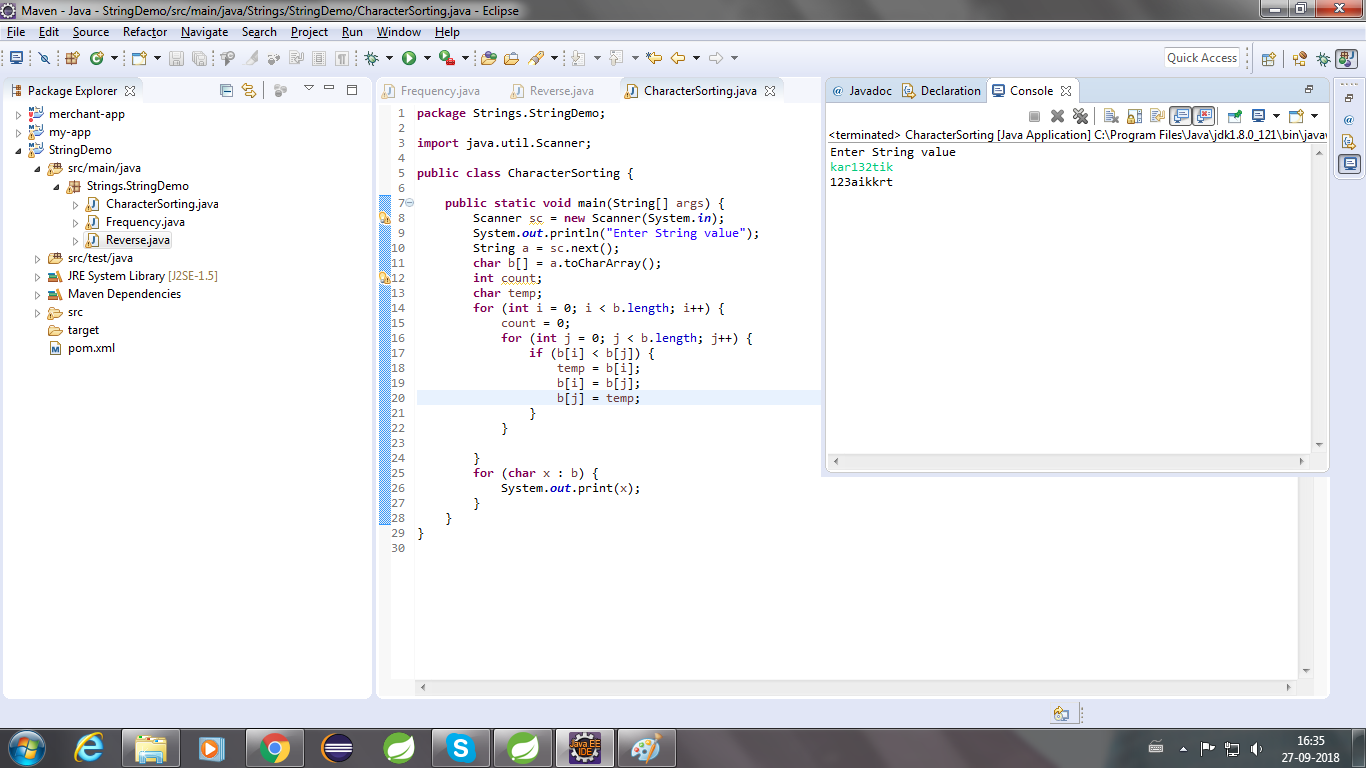 Maven - Java - StringDemo/src/main/java/Strings/StringDemo/CharacterSorting.java - Eclipse
File Edit Source Refactor Navigate Search Project Run Window Help
Quick Access
Package Explorer
merchant-app
my-app
StringDemo
src/main/java
Strings.StringDemo
CharacterSorting.java
Frequency.java
Reverse.java
src/test/java
JRE System Library [J2SE-1.5]
Maven Dependencies
src
target
pom.xml
Frequency.java Reverse.java CharacterSorting.java
1 package Strings.StringDemo;
2
3 import java.util.Scanner;
4
5 public class CharacterSorting {
6
7 public static void main(String[] args) {
8 Scanner sc = new Scanner(System.in);
9 System.out.println("Enter String value");
10 String a = sc.next();
11 char b[] = a.toCharArray();
12 int count;
13 char temp;
14 for (int i = 0; i < b.length; i++) {
15 count = 0;
16 for (int j = 0; j < b.length; j++) {
17 if (b[i] < b[j]) {
18 temp = b[i];
19 b[i] = b[j];
20 b[j] = temp;
21 }
22 }
23
24 }
25 for (char x : b) {
26 System.out.print(x);
27 }
28 }
29 }
30
Javadoc Declaration Console
<terminated> CharacterSorting [Java Application] C:\Program Files\Java\jdk1.8.0_121\bin\javaw
Enter String value
kar132tik
123aikkrt
Java EE
IDE
16:35
27-09-2018